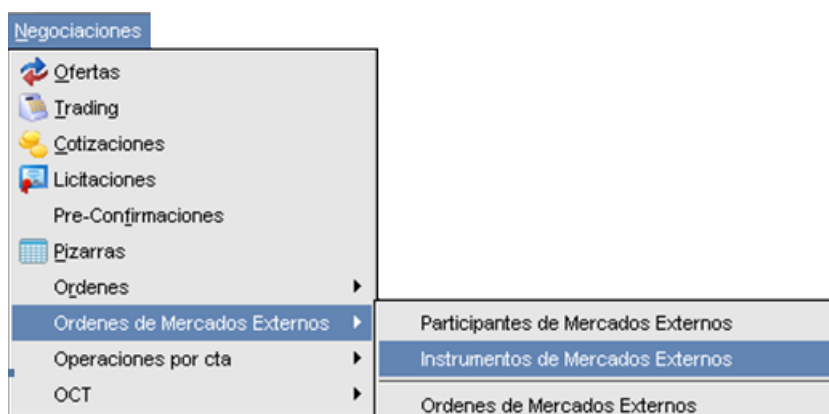 Negociaciones
Ofertas
Trading
Cotizaciones
Licitaciones
Pre-Confirmaciones
Pizarras
Ordenes
Ordenes de Mercados Externos
Participantes de Mercados Externos
Operaciones por cta
Instrumentos de Mercados Externos
OCT
Ordenes de Mercados Externos